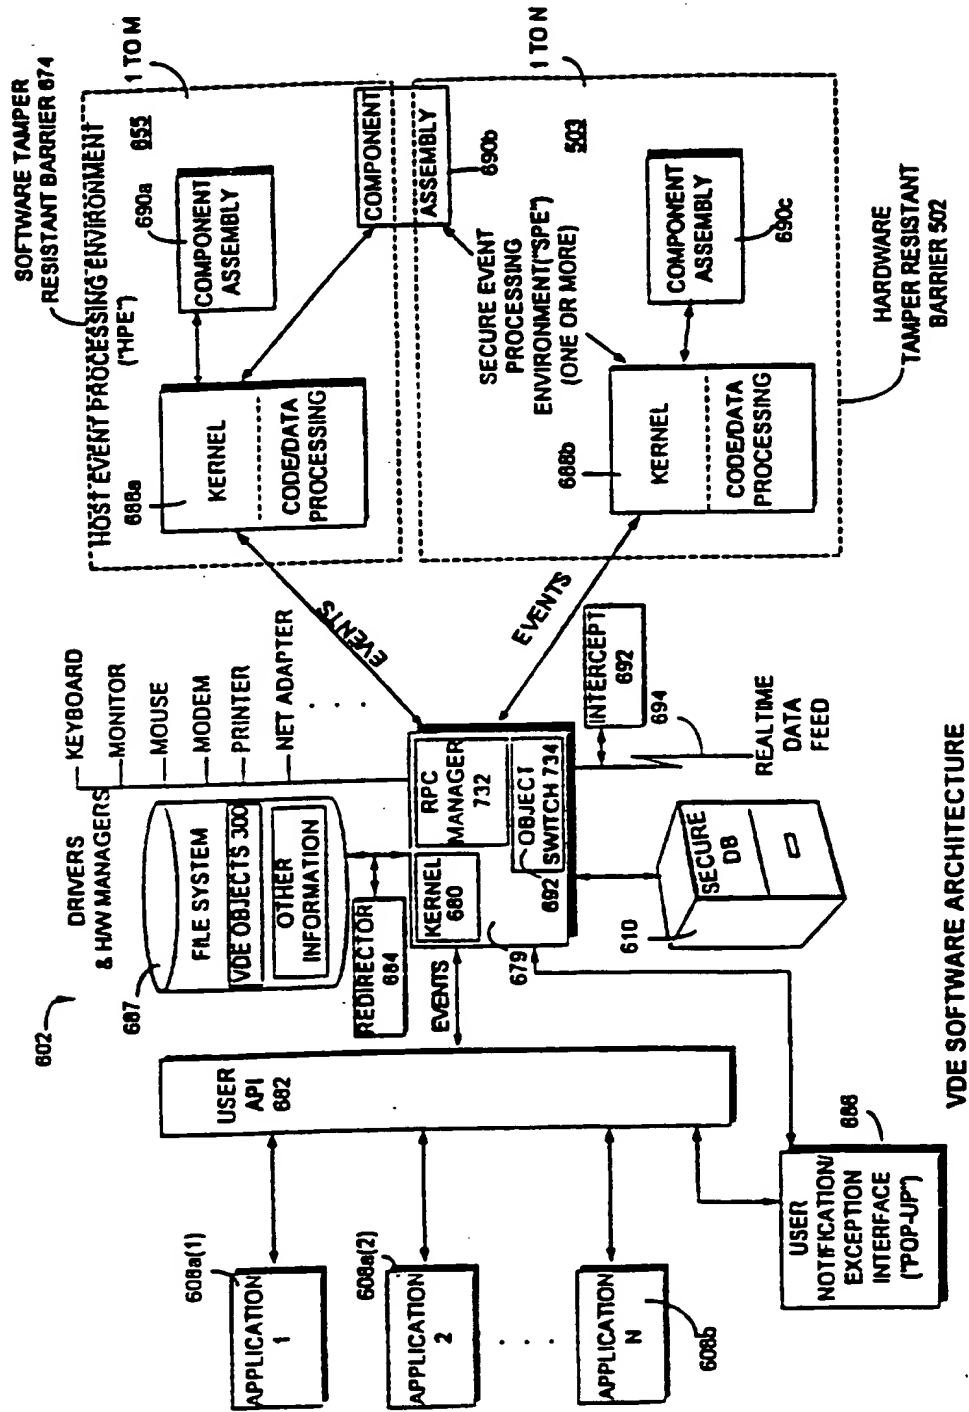 602
DRIVERS
& H/W MANAGERS
KEYBOARD
MONITOR
MOUSE
MODEM
PRINTER
NET ADAPTER
. . .
687
FILE SYSTEM
VDE OBJECTS 300
OTHER
INFORMATION
REDIRECTOR
684
SOFTWARE TAMPER
RESISTANT BARRIER 674
HOST EVENT PROCESSING ENVIRONMENT
("HPE")
655
1 TO M
688a
KERNEL
CODE/DATA
PROCESSING
690a
COMPONENT
ASSEMBLY
EVENTS
COMPONENT
ASSEMBLY
690b
608a(1)
APPLICATION
1
608a(2)
APPLICATION
2
. . .
APPLICATION
N
608b
USER
API
682
EVENTS
KERNEL
680
RPC
MANAGER
732
692
OBJECT
SWITCH 734
679
EVENTS
SECURE EVENT
PROCESSING
ENVIRONMENT("SPE")
(ONE OR MORE)
503
1 TO N
688b
KERNEL
CODE/DATA
PROCESSING
COMPONENT
ASSEMBLY
690c
HARDWARE
TAMPER RESISTANT
BARRIER 502
INTERCEPT
692
694
REALTIME
DATA
FEED
610
SECURE
DB
USER
NOTIFICATION/
EXCEPTION
INTERFACE
("POP-UP")
686
VDE SOFTWARE ARCHITECTURE